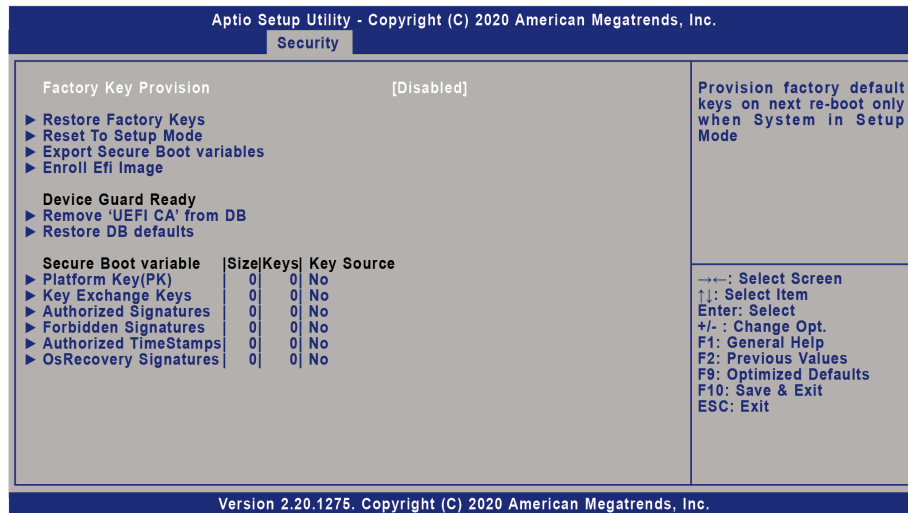 Aptio Setup Utility - Copyright (C) 2020 American Megatrends, Inc.
Security
Factory Key Provision [Disabled]
▶ Restore Factory Keys
▶ Reset To Setup Mode
▶ Export Secure Boot variables
▶ Enroll Efi Image
Device Guard Ready
▶ Remove ‘UEFI CA’ from DB
▶ Restore DB defaults
Secure Boot variable |Size|Keys| Key Source
▶ Platform Key(PK) | 0| 0| No
▶ Key Exchange Keys | 0| 0| No
▶ Authorized Signatures | 0| 0| No
▶ Forbidden Signatures | 0| 0| No
▶ Authorized TimeStamps| 0| 0| No
▶ OsRecovery Signatures| 0| 0| No
Provision factory default
keys on next re-boot only
when System in Setup
Mode
→←: Select Screen
↑↓: Select Item
Enter: Select
+/- : Change Opt.
F1: General Help
F2: Previous Values
F9: Optimized Defaults
F10: Save & Exit
ESC: Exit
Version 2.20.1275. Copyright (C) 2020 American Megatrends, Inc.